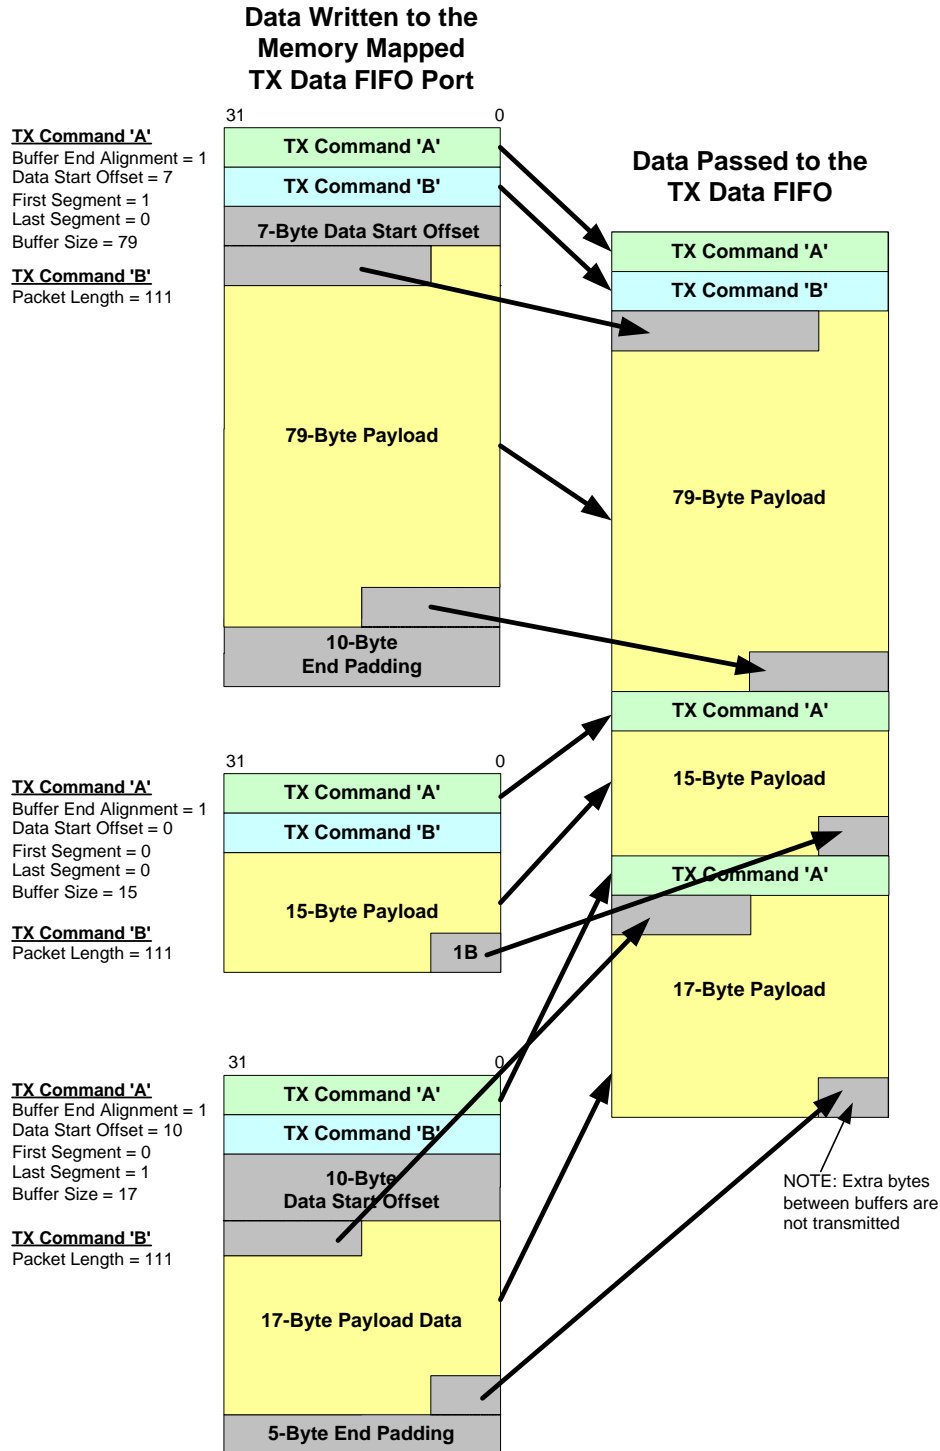 Data Written to the
Memory Mapped
TX Data FIFO Port
31
0
TX Command 'A'
Buffer End Alignment = 1
Data Start Offset = 7
First Segment = 1
Last Segment = 0
Buffer Size = 79
TX Command 'B'
Packet Length = 111
TX Command 'A'
TX Command 'B'
7-Byte Data Start Offset
79-Byte Payload
10-Byte
End Padding
Data Passed to the
TX Data FIFO
TX Command 'A'
TX Command 'B'
79-Byte Payload
TX Command 'A'
15-Byte Payload
TX Command 'A'
17-Byte Payload
NOTE: Extra bytes
between buffers are
not transmitted
31
0
TX Command 'A'
Buffer End Alignment = 1
Data Start Offset = 0
First Segment = 0
Last Segment = 0
Buffer Size = 15
TX Command 'B'
Packet Length = 111
TX Command 'A'
TX Command 'B'
15-Byte Payload
1B
31
0
TX Command 'A'
Buffer End Alignment = 1
Data Start Offset = 10
First Segment = 0
Last Segment = 1
Buffer Size = 17
TX Command 'B'
Packet Length = 111
TX Command 'A'
TX Command 'B'
10-Byte
Data Start Offset
17-Byte Payload Data
5-Byte End Padding